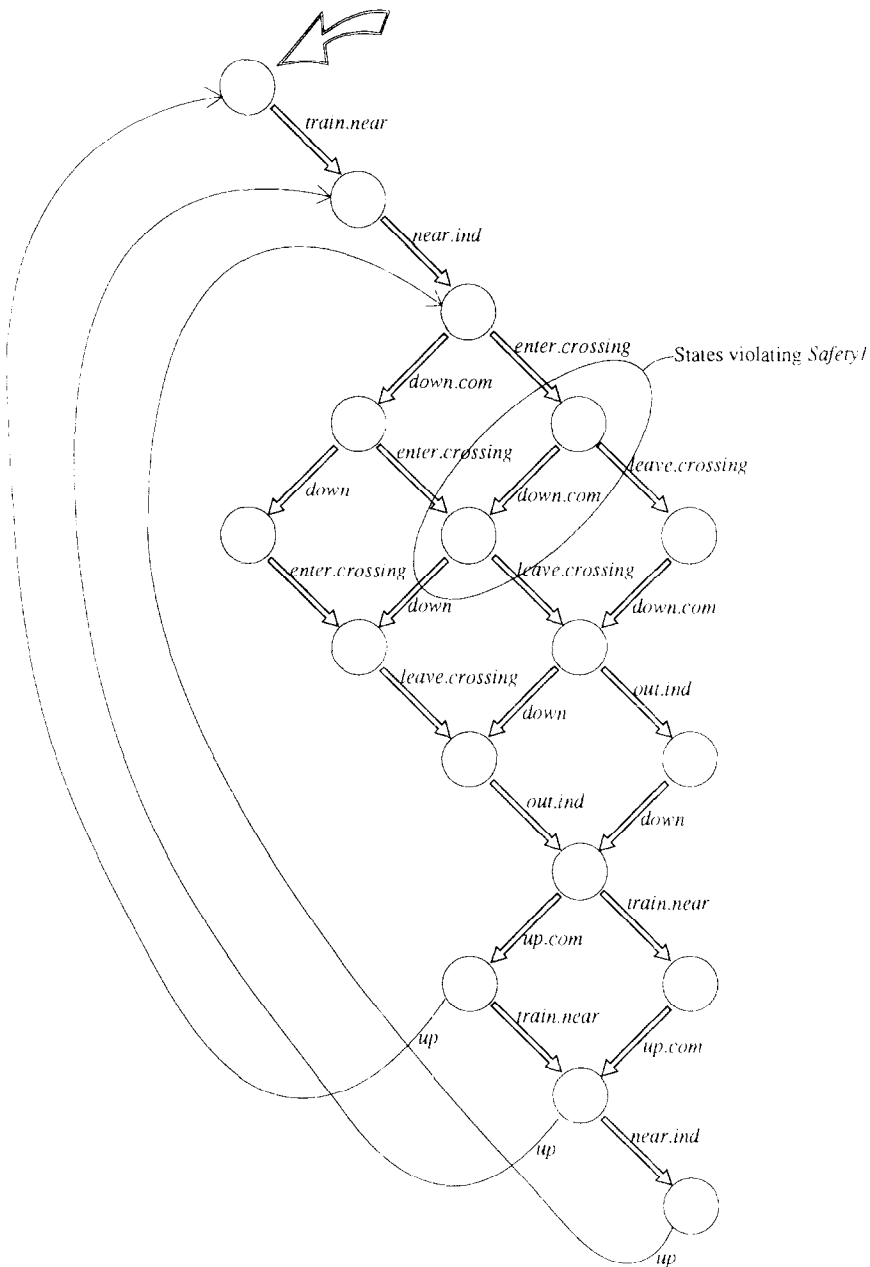 train.near
near.ind
enter.crossing
States violating Safety1
down.com
enter.crossing
leave.crossing
down
down.com
enter.crossing
leave.crossing
down
down.com
leave.crossing
out.ind
down
out.ind
down
train.near
up.com
train.near
up
up.com
near.ind
up
up